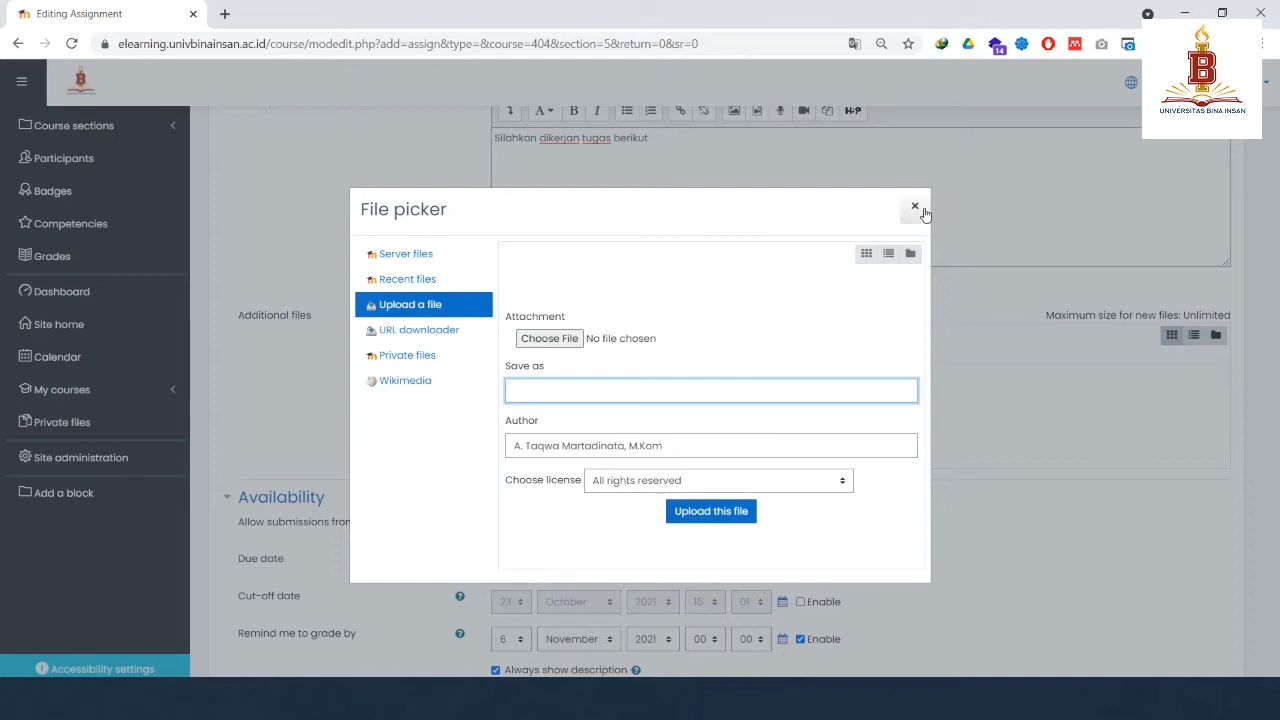 Editing Assignment
elearning.univbinainsan.ac.id/course/modedit.php?add=assign&type=&course=404&section=5&return=0&sr=0
14
UNIVERSITAS BINA INSAN
Course sections
Participants
Badges
Competencies
Grades
Dashboard
Site home
Calendar
My courses
Private files
Site administration
Add a block
Accessibility settings
A B I H-P
Silahkan dikerjan tugas berikut
File picker
Server files
Recent files
Upload a file
URL downloader
Private files
Wikimedia
Attachment
Choose File No file chosen
Save as
Author
A. Taqwa Martadinata, M.Kom
Choose license All rights reserved
Upload this file
Additional files
Maximum size for new files: Unlimited
Availability
Allow submissions from
Due date
Cut-off date ? 23 October 2021 15 01 Enable
Remind me to grade by ? 6 November 2021 00 00 Enable
Always show description ?